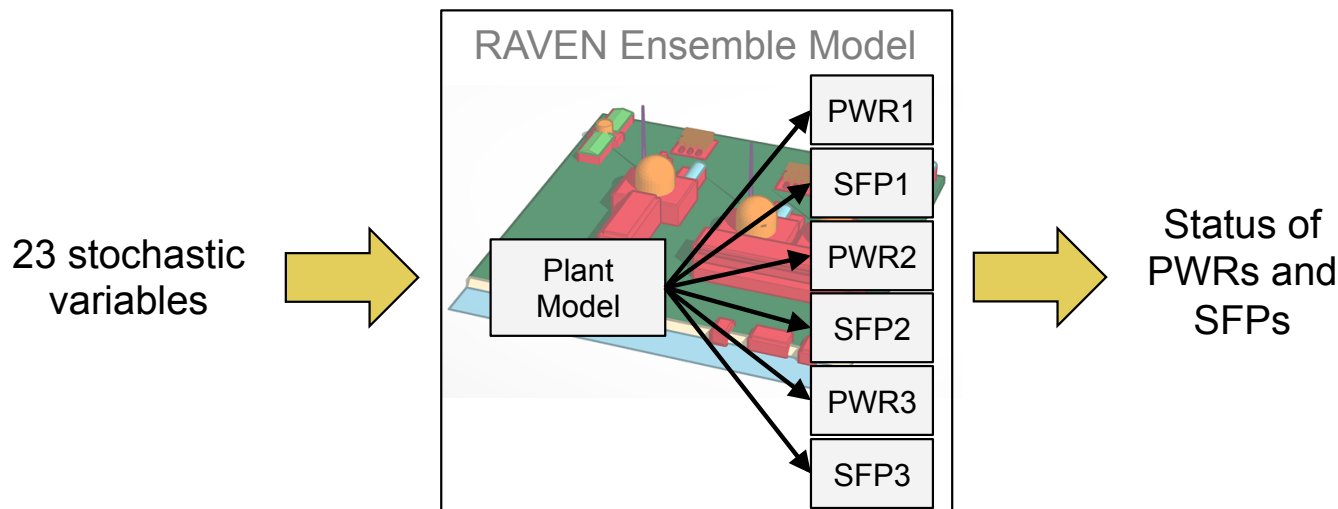 RAVEN Ensemble Model
23 stochastic
variables
Plant
Model
PWR1
SFP1
PWR2
SFP2
PWR3
SFP3
Status of
PWRs and
SFPs